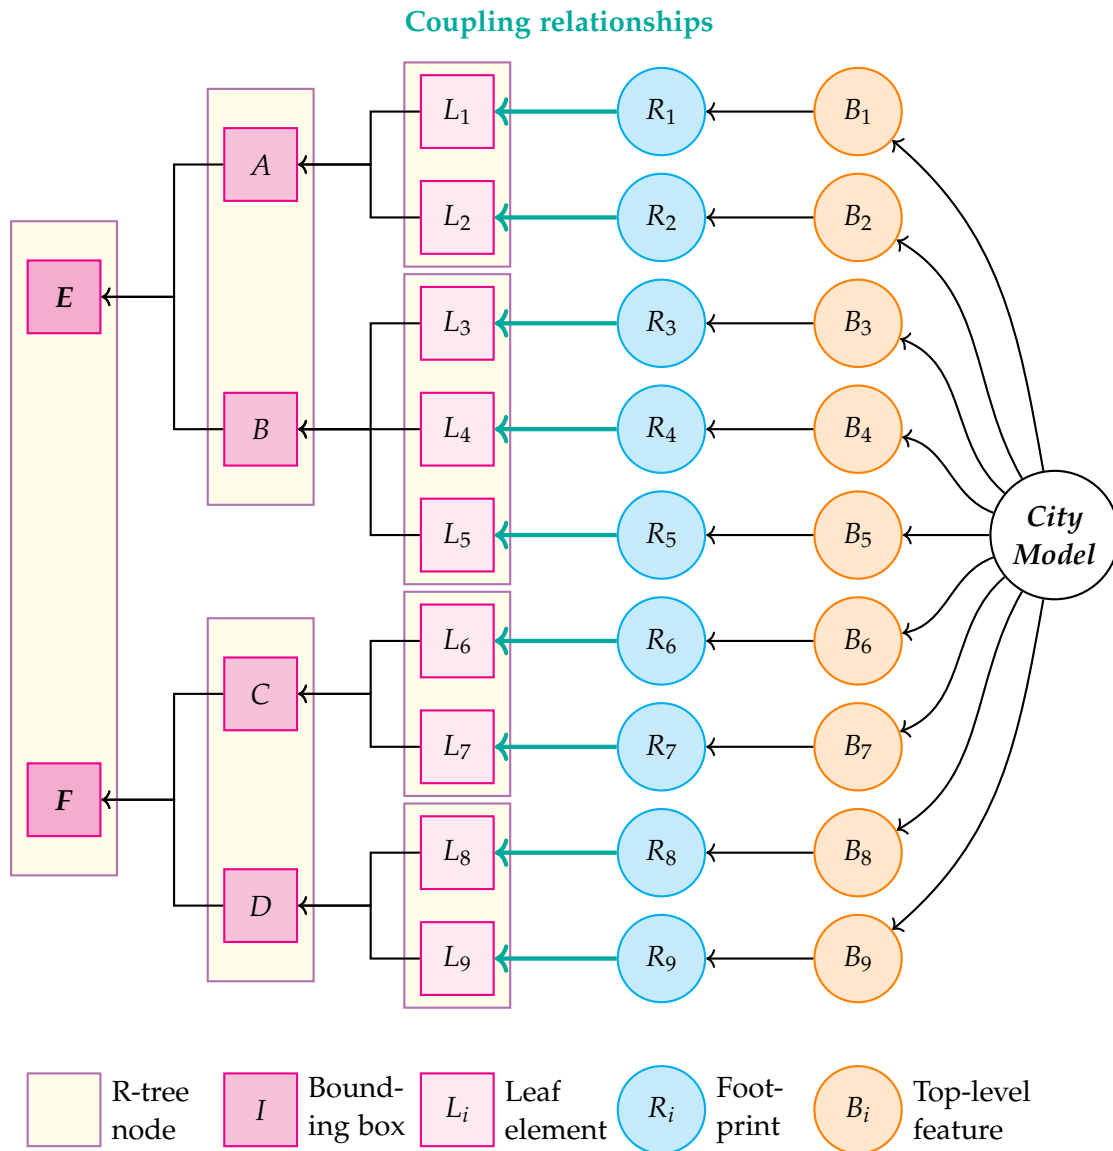 Coupling relationships
L1 R1 B1
A
L2 R2 B2
E L3 R3 B3
B L4 R4 B4
L5 R5 B5
City
Model
L6 R6 B6
C
L7 R7 B7
F
L8 R8 B8
D
L9 R9 B9
R-tree
node
I
Bound-
ing box
Li
Leaf
element
Ri
Foot-
print
Bi
Top-level
feature